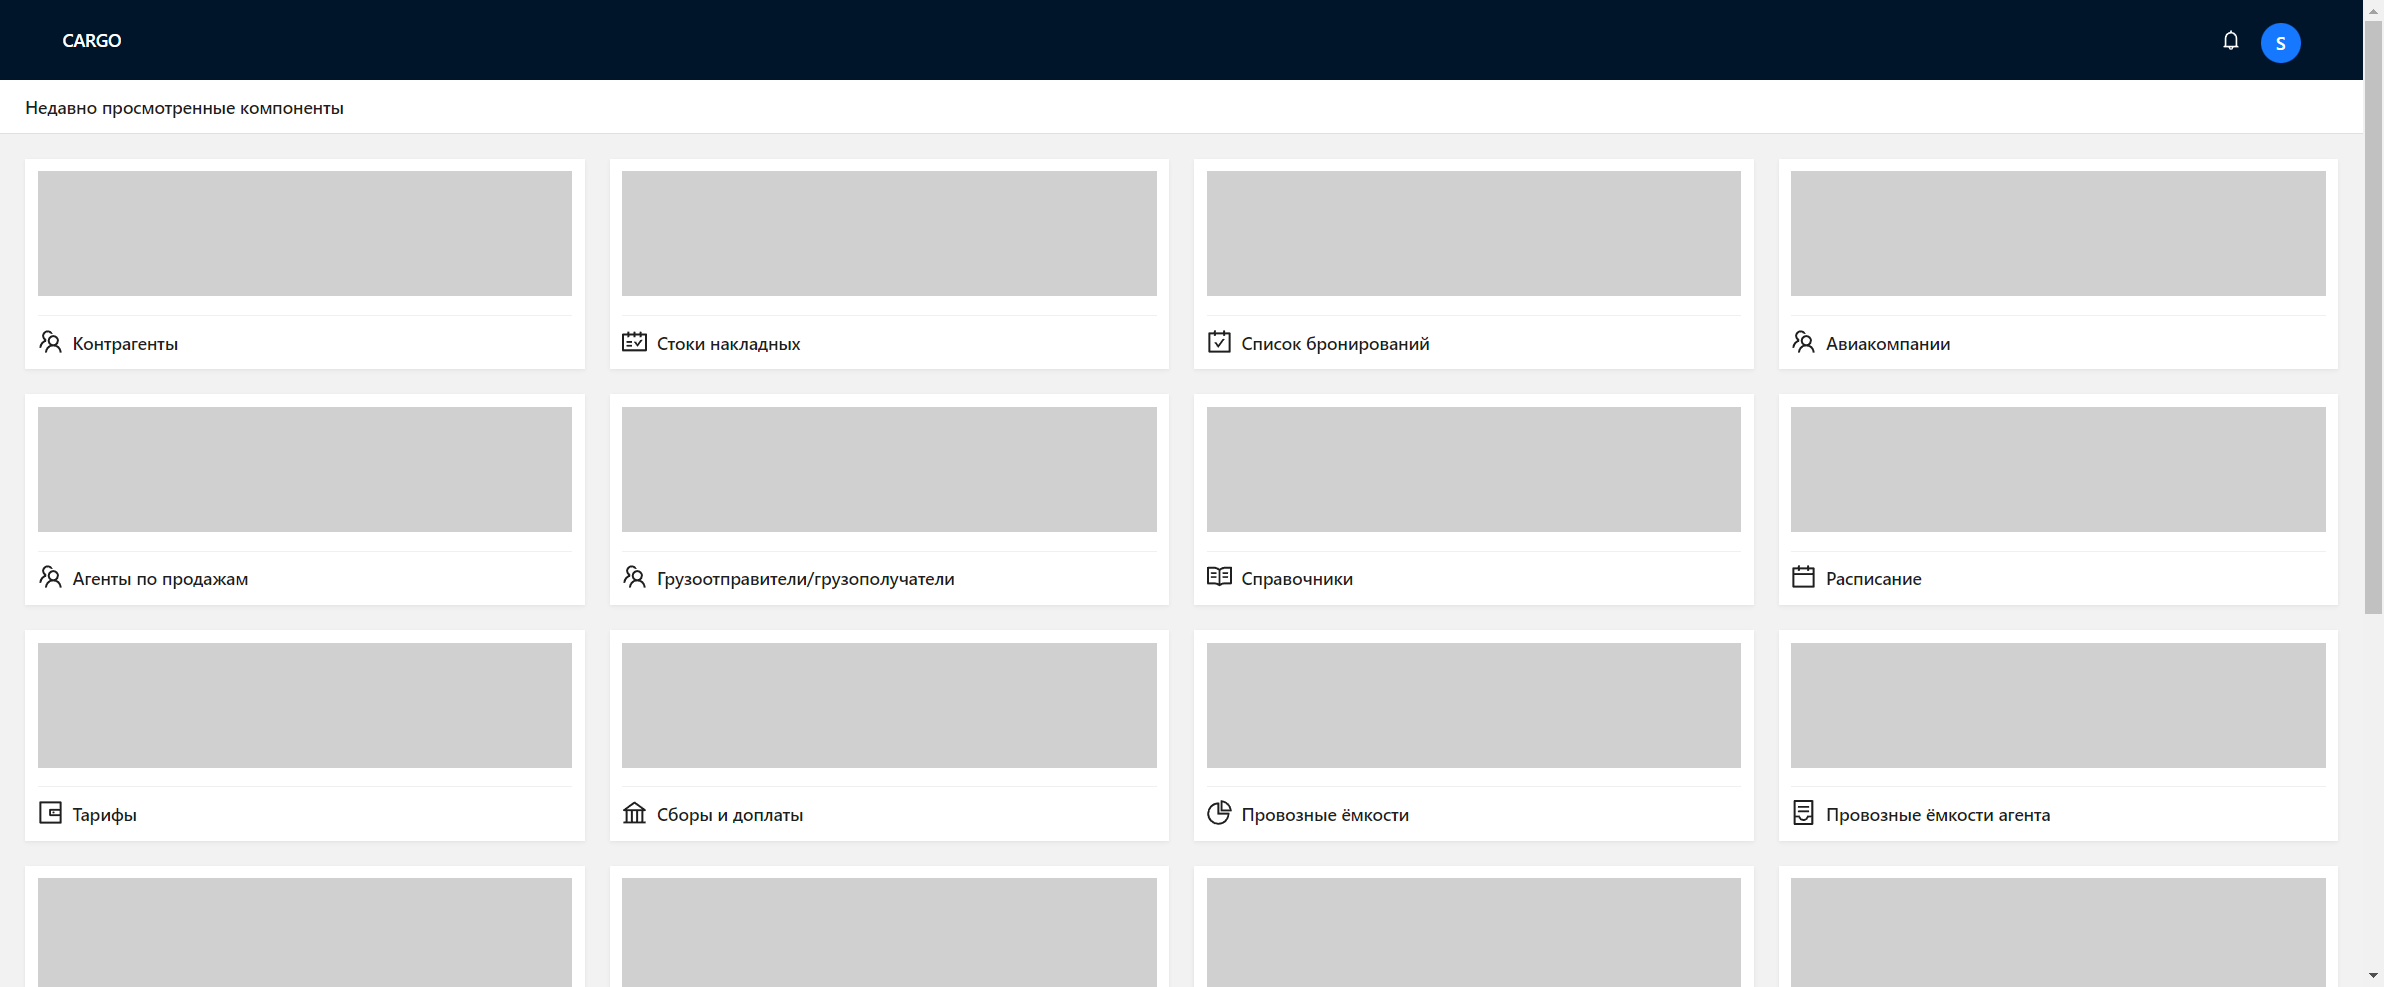 CARGO
S
Недавно просмотренные компоненты
Контрагенты
Стоки накладных
Список бронирований
Авиакомпании
Агенты по продажам
Грузоотправители/грузополучатели
Справочники
Расписание
Тарифы
Сборы и доплаты
Провозные ёмкости
Провозные ёмкости агента